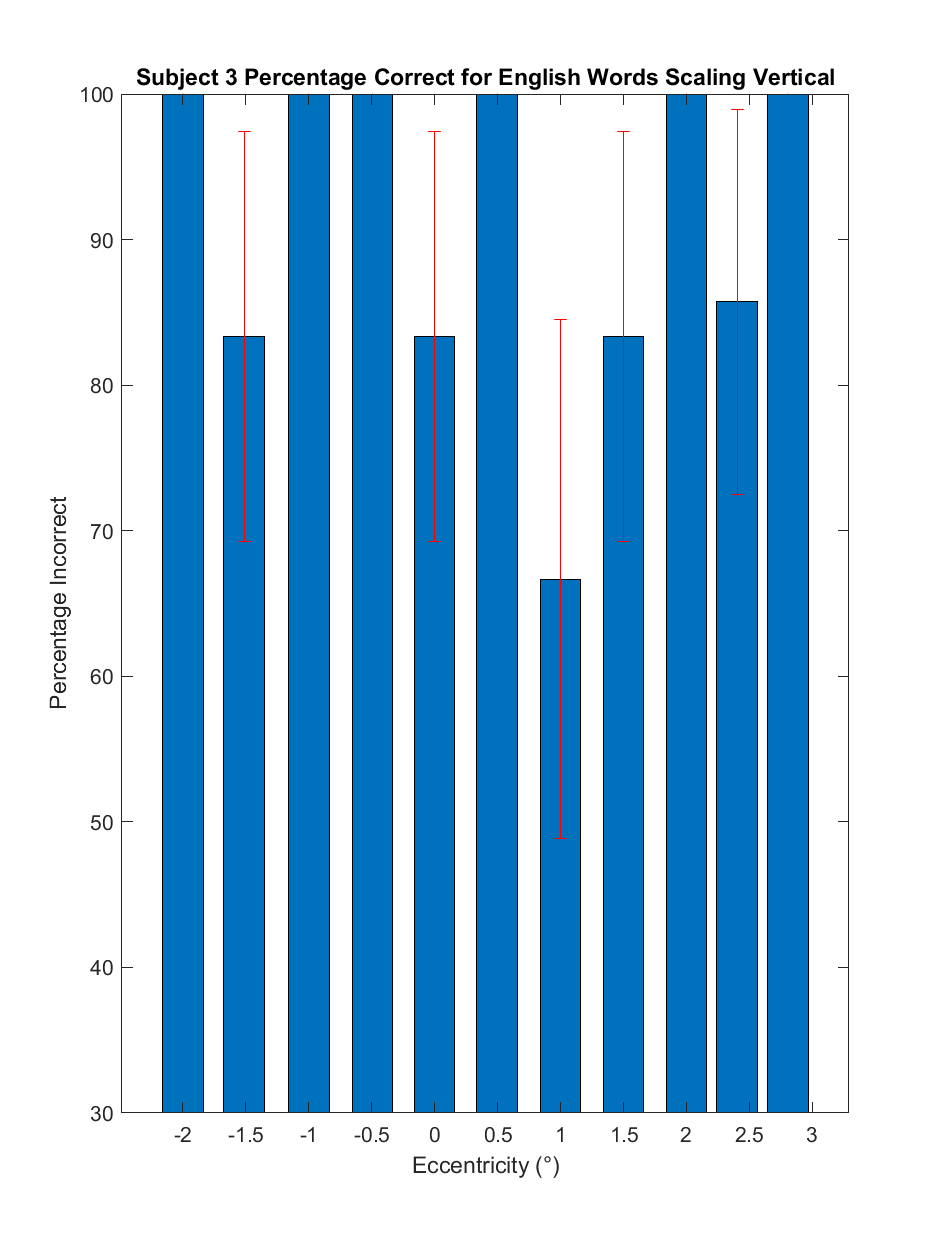 Subject 3 Percentage Correct for English Words Scaling Vertical
100
90
80
70
60
50
40
30
Percentage Incorrect
-2 -1.5 -1 -0.5 0 0.5 1 1.5 2 2.5 3
Eccentricity (°)